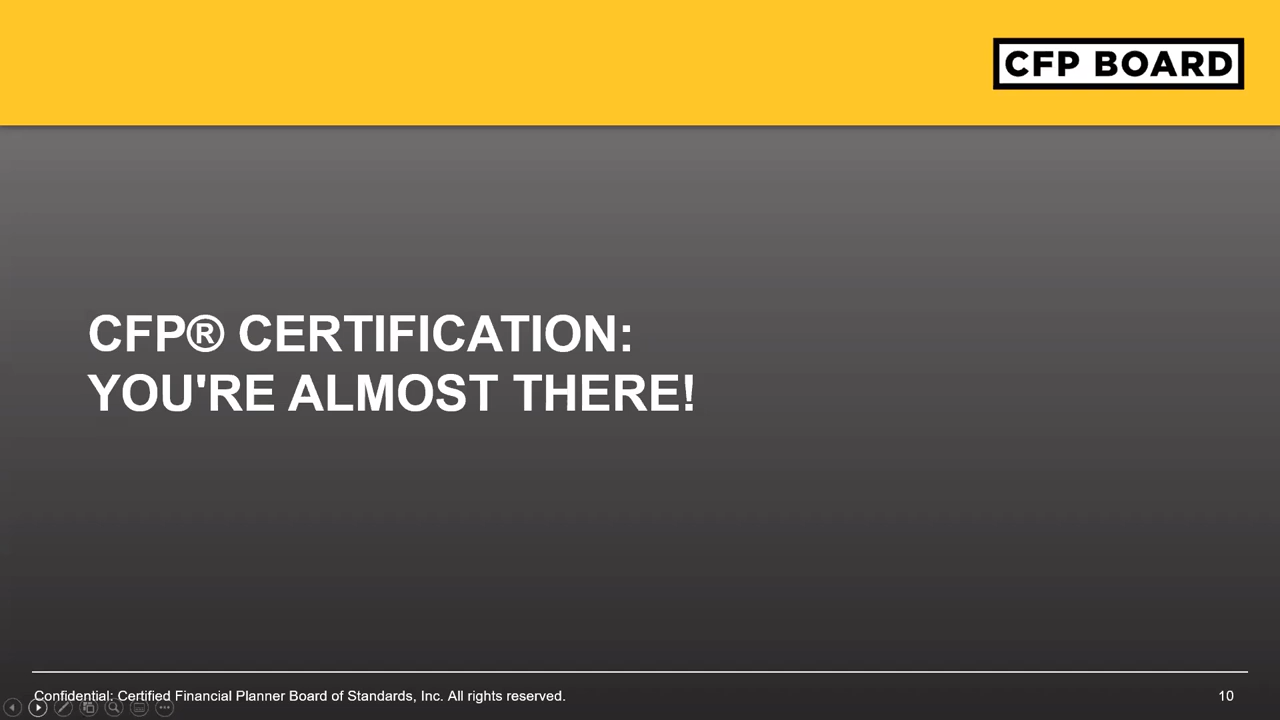 CFP BOARD
CFP® CERTIFICATION:
YOU'RE ALMOST THERE!
Confidential: Certified Financial Planner Board of Standards, Inc. All rights reserved.
10